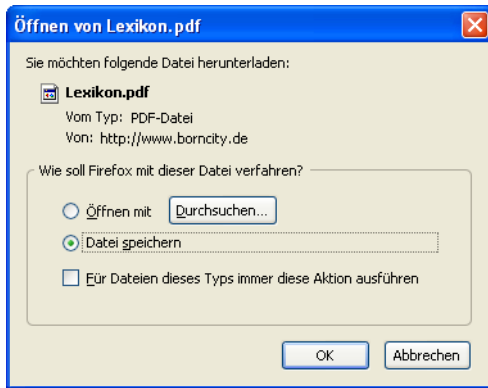 Öffnen von Lexikon.pdf
Sie möchten folgende Datei herunterladen:
Lexikon.pdf
Vom Typ: PDF-Datei
Von: http://www.borncity.de
Wie soll Firefox mit dieser Datei verfahren?
Öffnen mit Durchsuchen...
Datei speichern
Für Dateien dieses Typs immer diese Aktion ausführen
OK Abbrechen